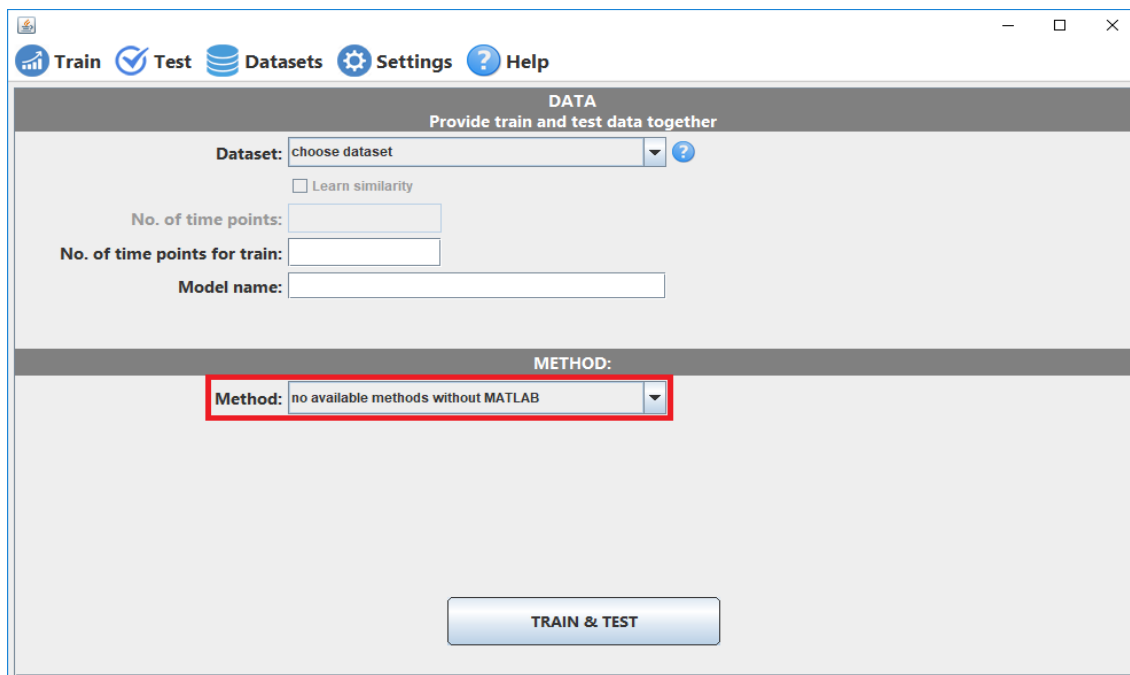 Train Test Datasets Settings ? Help
DATA
Provide train and test data together
Dataset: choose dataset ?
Learn similarity
No. of time points:
No. of time points for train:
Model name:
METHOD:
Method: no available methods without MATLAB
TRAIN & TEST